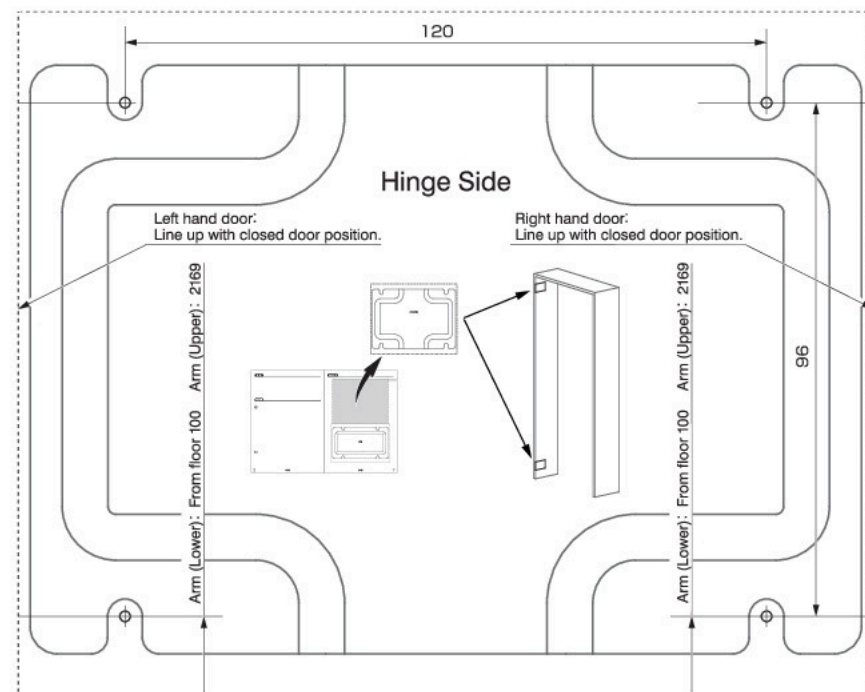 120
Hinge Side
Left hand door:
Line up with closed door position.
Right hand door:
Line up with closed door position.
Arm (Lower): From floor 100 Arm (Upper): 2169
Arm (Lower): From floor 100 Arm (Upper): 2169
96